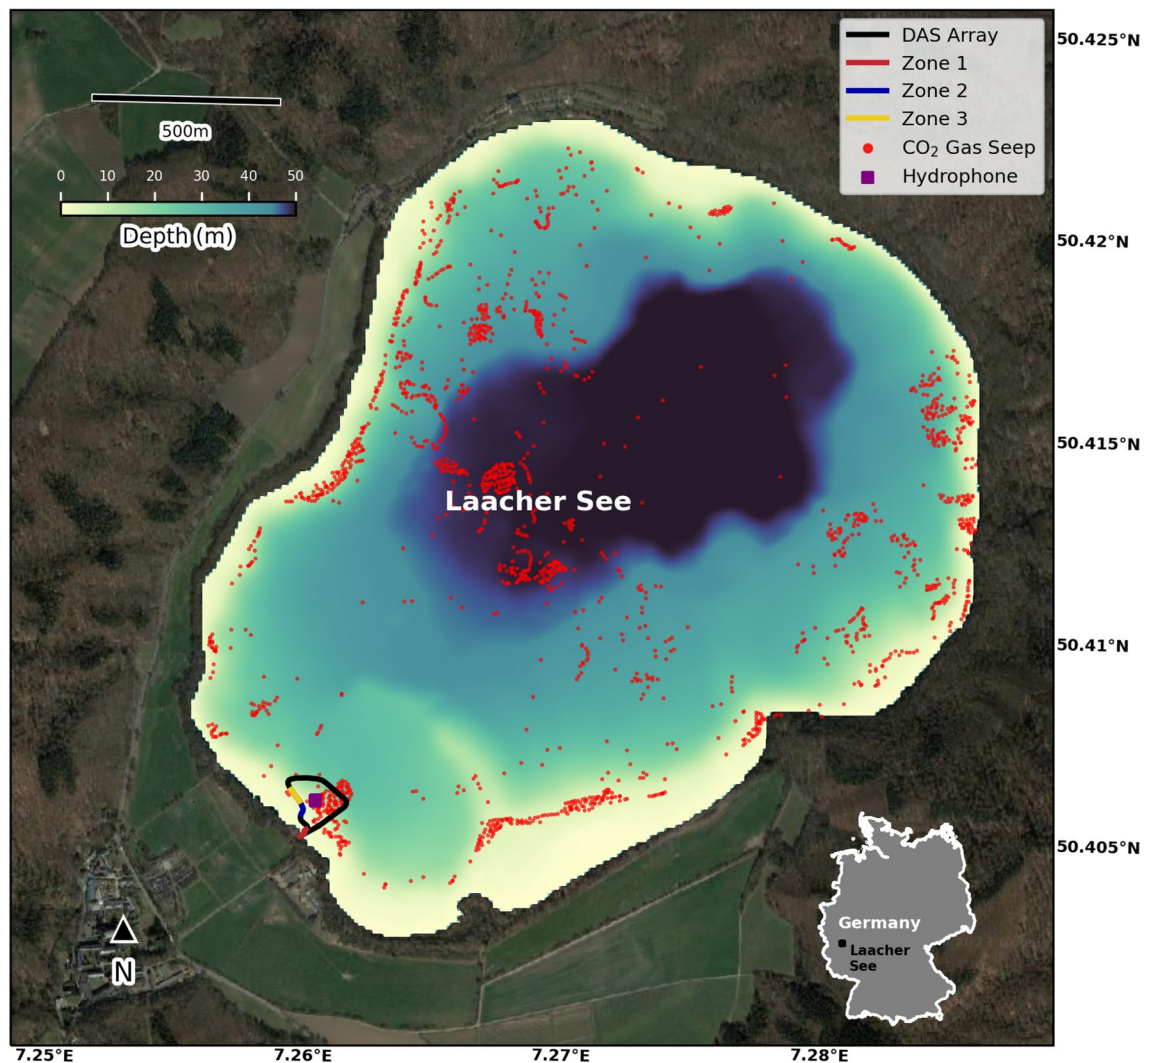 DAS Array
Zone 1
Zone 2
Zone 3
CO₂ Gas Seep
Hydrophone
500m
0 10 20 30 40 50
Depth (m)
50.425°N
50.42°N
50.415°N
50.41°N
50.405°N
Laacher See
N
Germany
Laacher
See
7.25°E 7.26°E 7.27°E 7.28°E